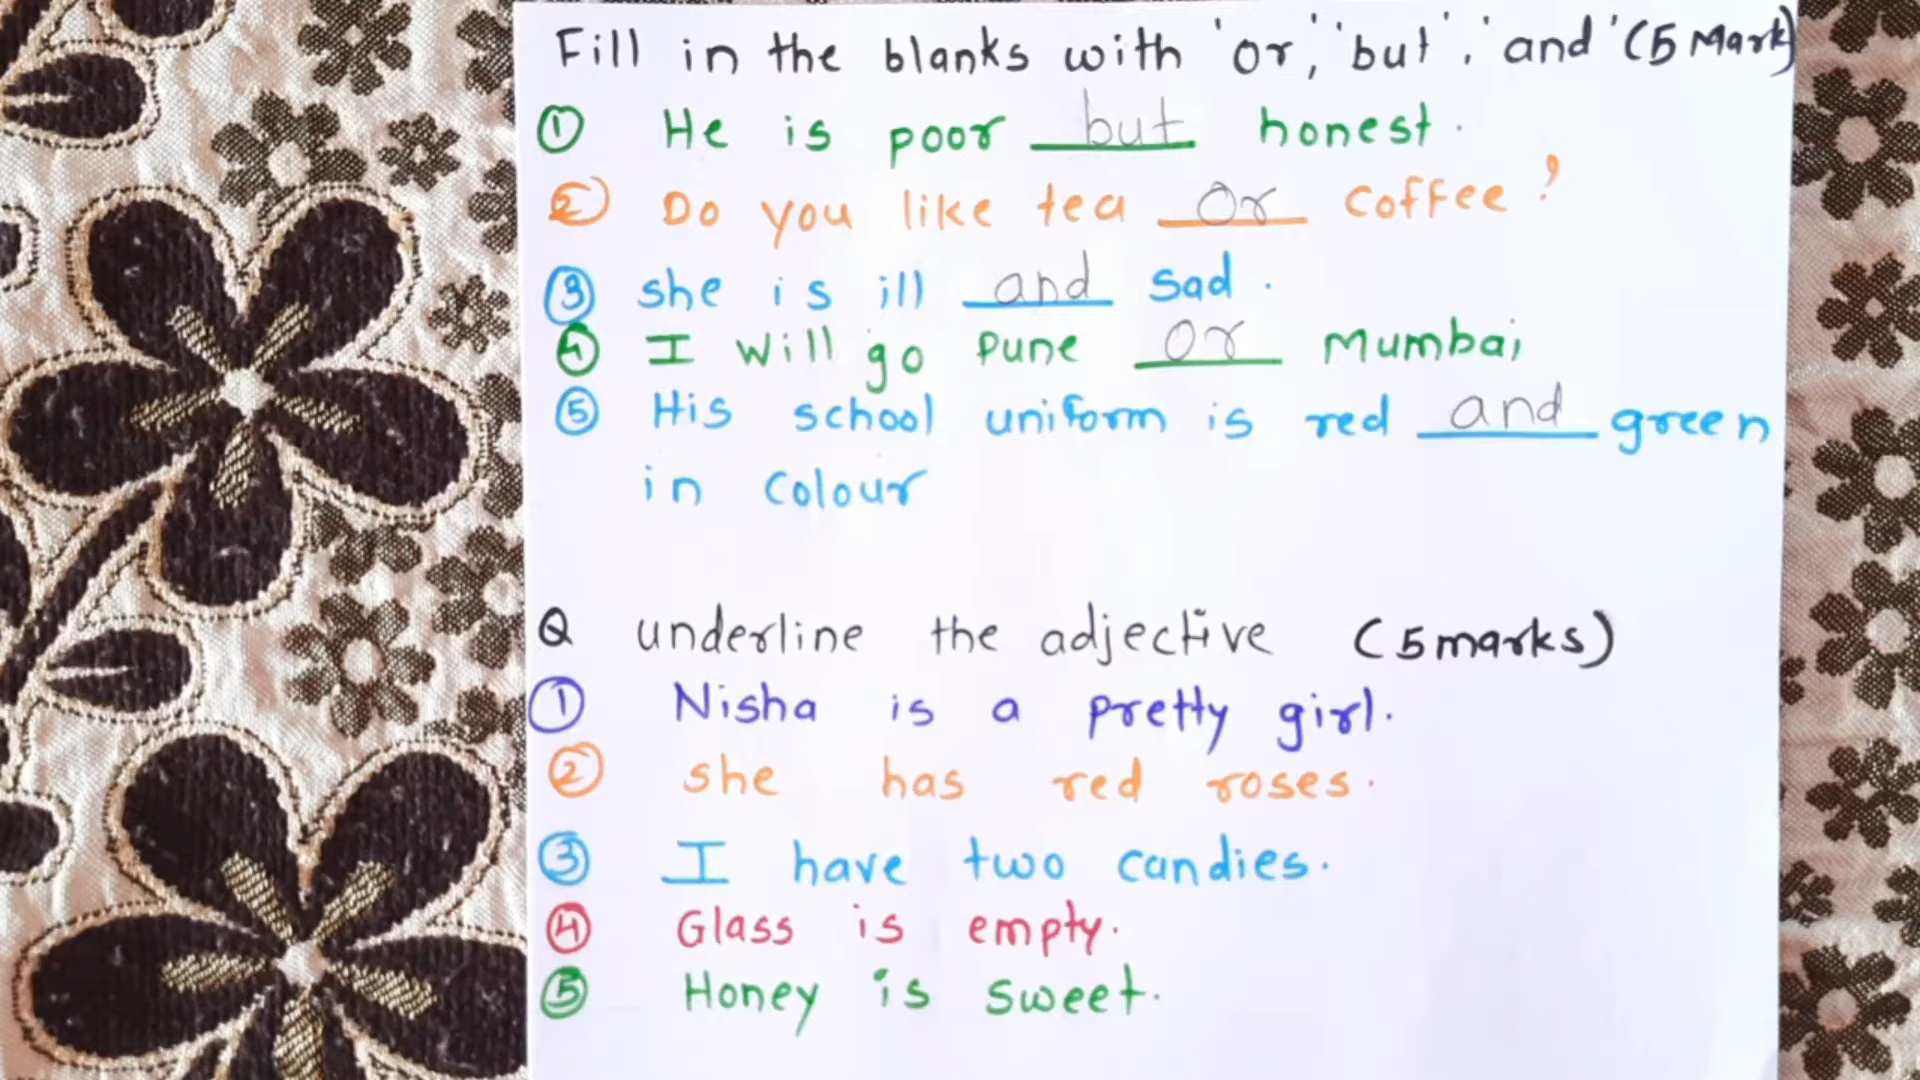 Fill in the blanks with 'or,' 'but', 'and' (5 Mark)
① He is poor but honest.
② Do you like tea or coffee?
③ she is ill and sad.
④ I will go Pune or Mumbai
⑤ His school uniform is red and green
in colour
Q underline the adjective (5 marks)
① Nisha is a pretty girl.
② she has red roses.
③ I have two candies.
④ Glass is empty.
⑤ Honey is sweet.